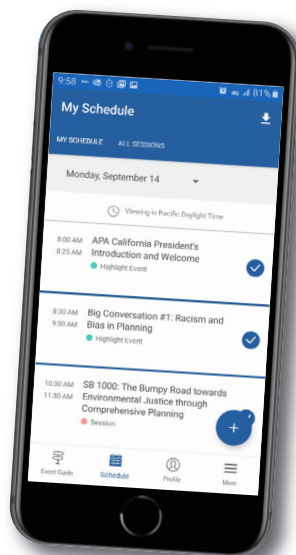 9:58
4G 81%
My Schedule
MY SCHEDULE ALL SESSIONS
Monday, September 14
Viewing in Pacific Daylight Time
8:00 AM APA California President's
8:25 AM Introduction and Welcome
Highlight Event
8:30 AM Big Conversation #1: Racism and
9:30 AM Bias in Planning
Highlight Event
10:30 AM SB 1000: The Bumpy Road towards
11:30 AM Environmental Justice through
Comprehensive Planning
Session
+
Event Guide Schedule Profile More